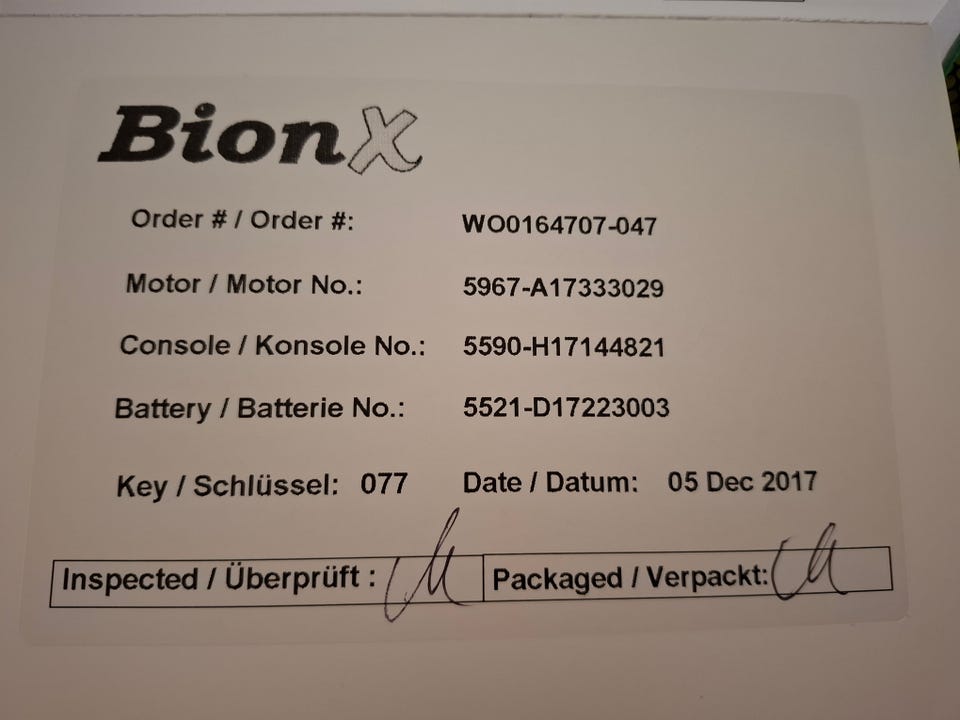 BionX
Order # / Order #: WO0164707-047
Motor / Motor No.: 5967-A17333029
Console / Konsole No.: 5590-H17144821
Battery / Batterie No.: 5521-D17223003
Key / Schlüssel: 077 Date / Datum: 05 Dec 2017
Inspected / Überprüft : Packaged / Verpackt: